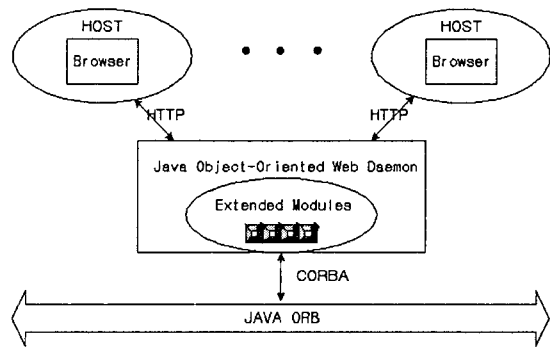 HOST
Browser
HOST
Browser
HTTP
HTTP
Java Object-Oriented Web Daemon
Extended Modules
CORBA
JAVA ORB